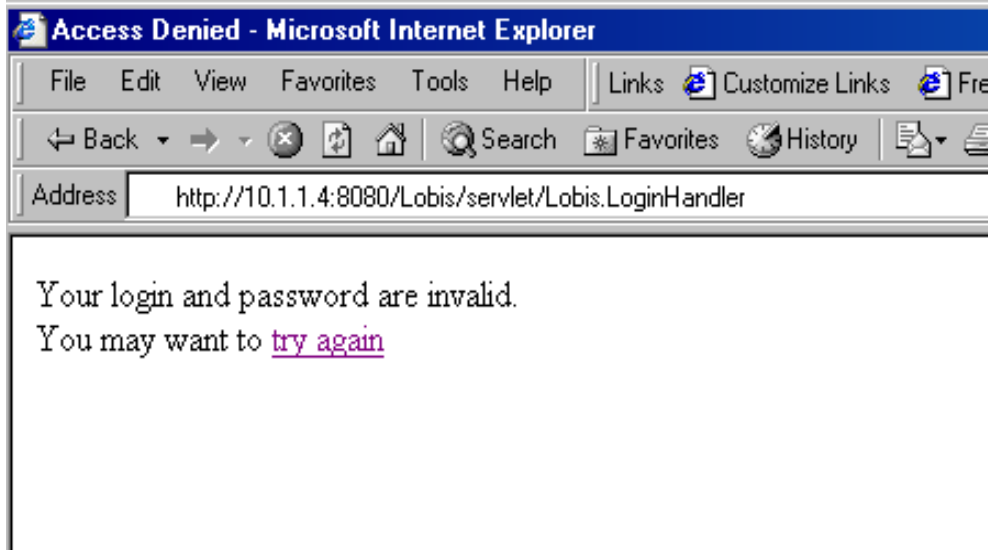 Access Denied - Microsoft Internet Explorer
File Edit View Favorites Tools Help Links Customize Links Fre
Back Search Favorites History
Address http://10.1.1.4:8080/Lobis/servlet/Lobis.LoginHandler
Your login and password are invalid.
You may want to try again